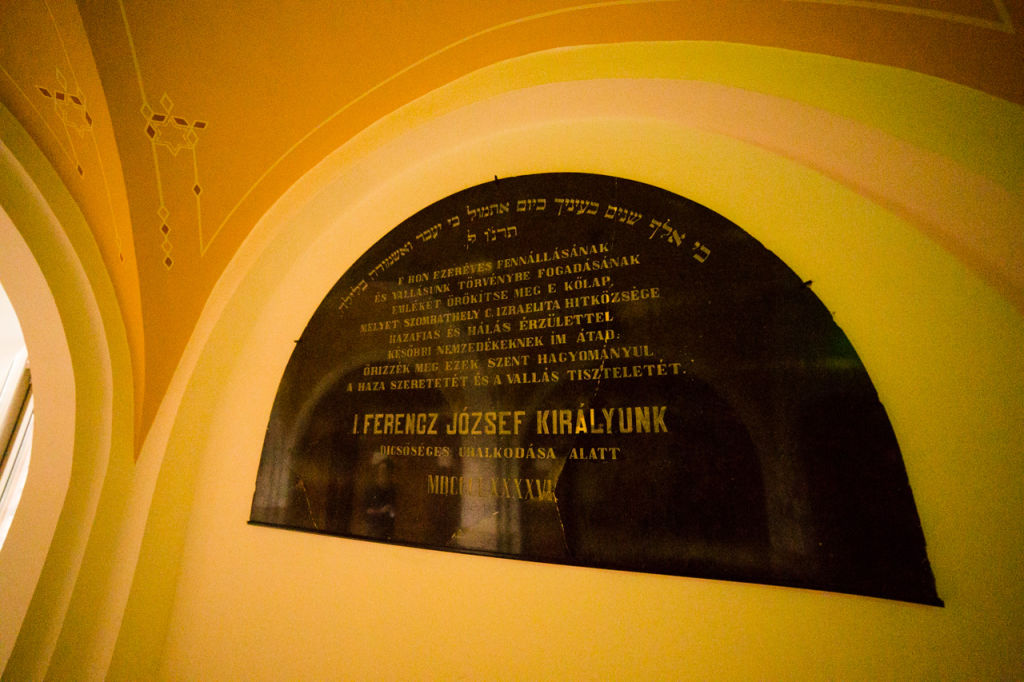 כי אלף שנים בעיניך כיום אתמול כי יעבר ואשמורה בלילה
תרנ״ו ל
E HON EZERÉVES FENNÁLLÁSÁNAK
ÉS VALLÁSUNK TÖRVÉNYBE FOGADÁSÁNAK
EMLÉKÉT ÖRÖKITSE MEG E KŐLAP,
MELYET SZOMBATHELY C. IZRAELITA HITKÖZSÉGE
HAZAFIAS ÉS HÁLÁS ÉRZÜLETTEL
KÉSŐBBI NEMZEDÉKEKNEK ÍM ÁTAD.
ŐRIZZÉK MEG EZEK SZENT HAGYOMÁNYUL
A HAZA SZERETETÉT ÉS A VALLÁS TISZTELETÉT.
I. FERENCZ JÓZSEF KIRÁLYUNK
DICSŐSÉGES URALKODÁSA ALATT